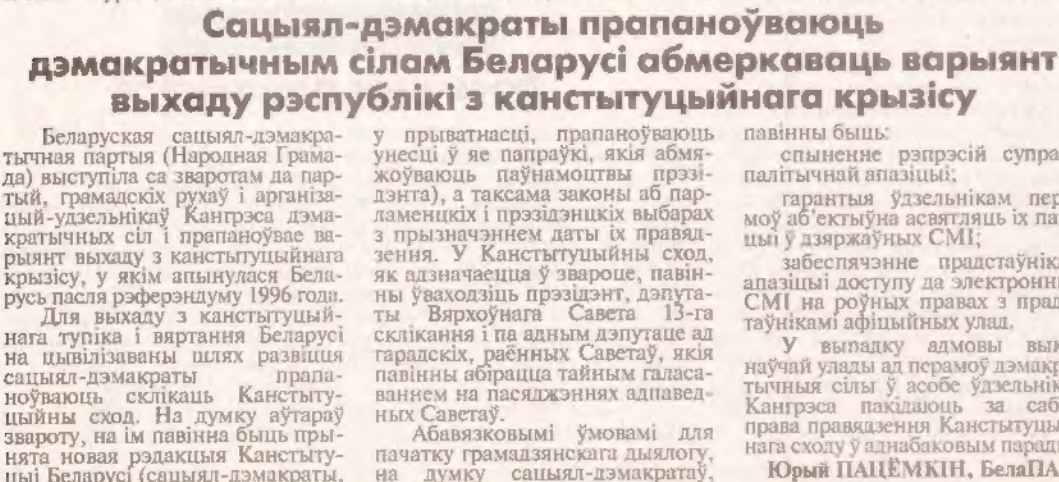 Сацыял-дэмакраты прапаноўваюць
дэмакратычным сілам Беларусі абмеркаваць варыянт
выхаду рэспублікі з канстытуцыйнага крызісу
Беларуская сацыял-дэмакра-
тычная партыя (Народная Грама-
да) выступіла са зваротам да пар-
тый, грамадскіх рухаў і арганіза-
цый-удзельнікаў Кангрэса дэма-
кратычных сіл і прапаноўвае ва-
рыянт выхаду з канстытуцыйнага
крызісу, у якім апынулася Бела-
русь пасля рэферэндуму 1996 года.
Для выхаду з канстытуцый-
нага тупіка і вяртання Беларусі
на цывілізаваны шлях развіцця
сацыял-дэмакраты прапа-
ноўваюць склікаць Канстыту-
цыйны сход. На думку аўтараў
звароту, на ім павінна быць пры-
нята новая рэдакцыя Канстыту-
цыі Беларусі (сацыял-дэмакраты,
у прыватнасці, прапаноўваюць
унесці ў яе папраўкі, якія абмя-
жоўваюць паўнамоцтвы прэзі-
дэнта), а таксама законы аб пар-
ламенцкіх і прэзідэнцкіх выбарах
з прызначэннем даты іх правяд-
зення. У Канстытуцыйны сход,
як адзначаецца ў звароце, павін-
ны ўваходзіць прэзідэнт, дэпута-
ты Вярхоўнага Савета 13-га
склікання і па адным дэпутаце ад
гарадскіх, раённых Саветаў, якія
павінны абірацца тайным галаса-
ваннем на пасяджэннях адпавед-
ных Саветаў.
Абавязковымі ўмовамі для
пачатку грамадзянскага дыялогу,
на думку сацыял-дэмакратаў,
павінны быць:
спыненне рэпрэсій супра
палітычнай апазіцыі;
гарантыя ўдзельнікам пер
моў аб'ектыўна асвятляць іх па
цыі ў дзяржаўных СМІ;
забеспячэнне прадстаўнік
апазіцыі доступу да электронн
СМІ на роўных правах з прад
таўнікамі афіцыйных улад.
У выпадку адмовы вык
наўчай улады ад перамоў дэмакр
тычныя сілы ў асобе ўдзельнік
Кангрэса пакідаюць за саб
права правядзення Канстытуцы
нага сходу ў аднабаковым парад
Юрый ПАЦЁМКІН, БелаПА